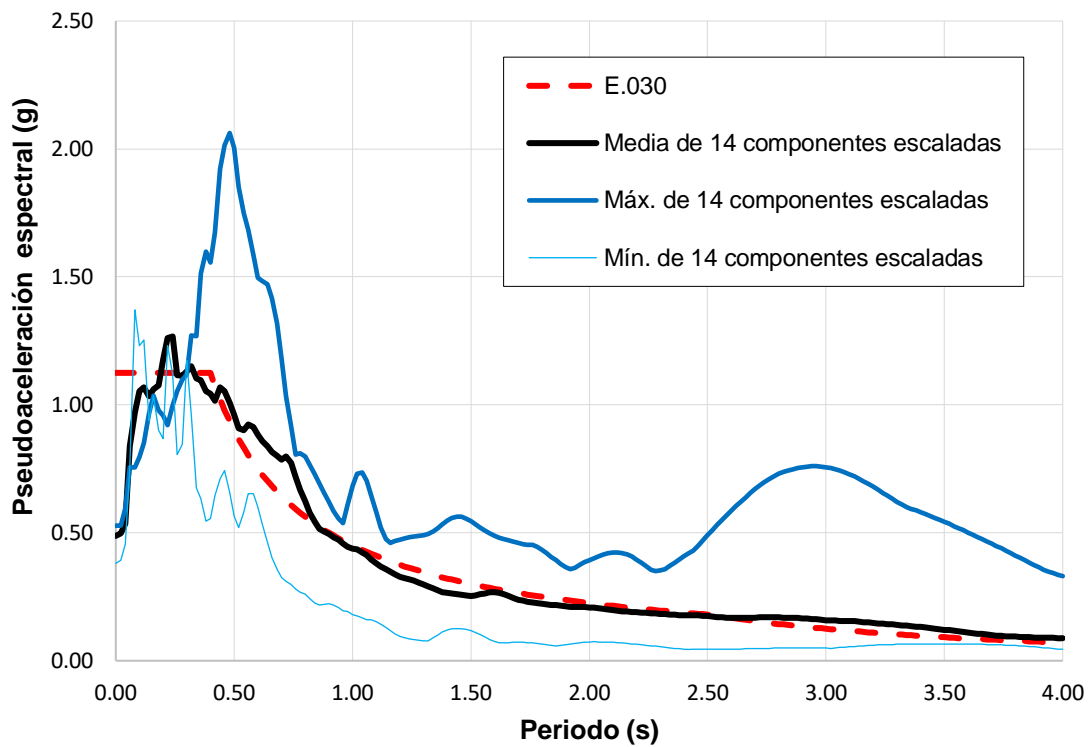 2.50
2.00
1.50
1.00
0.50
0.00
Pseudoaceleración espectral (g)
E.030
Media de 14 componentes escaladas
Máx. de 14 componentes escaladas
Mín. de 14 componentes escaladas
0.00 0.50 1.00 1.50 2.00 2.50 3.00 3.50 4.00
Periodo (s)